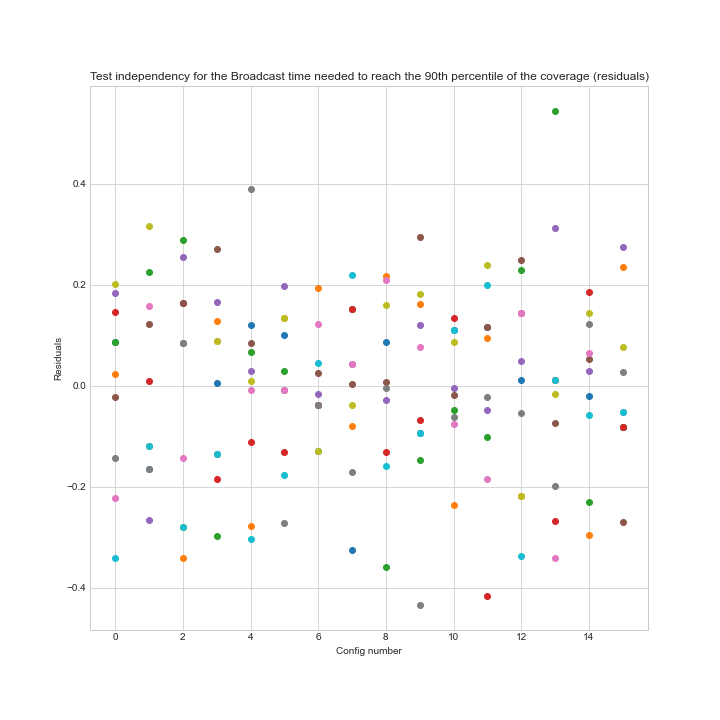 Test independency for the Broadcast time needed to reach the 90th percentile of the coverage (residuals)
Residuals
0.4
0.2
0.0
−0.2
−0.4
0 2 4 6 8 10 12 14
Config number